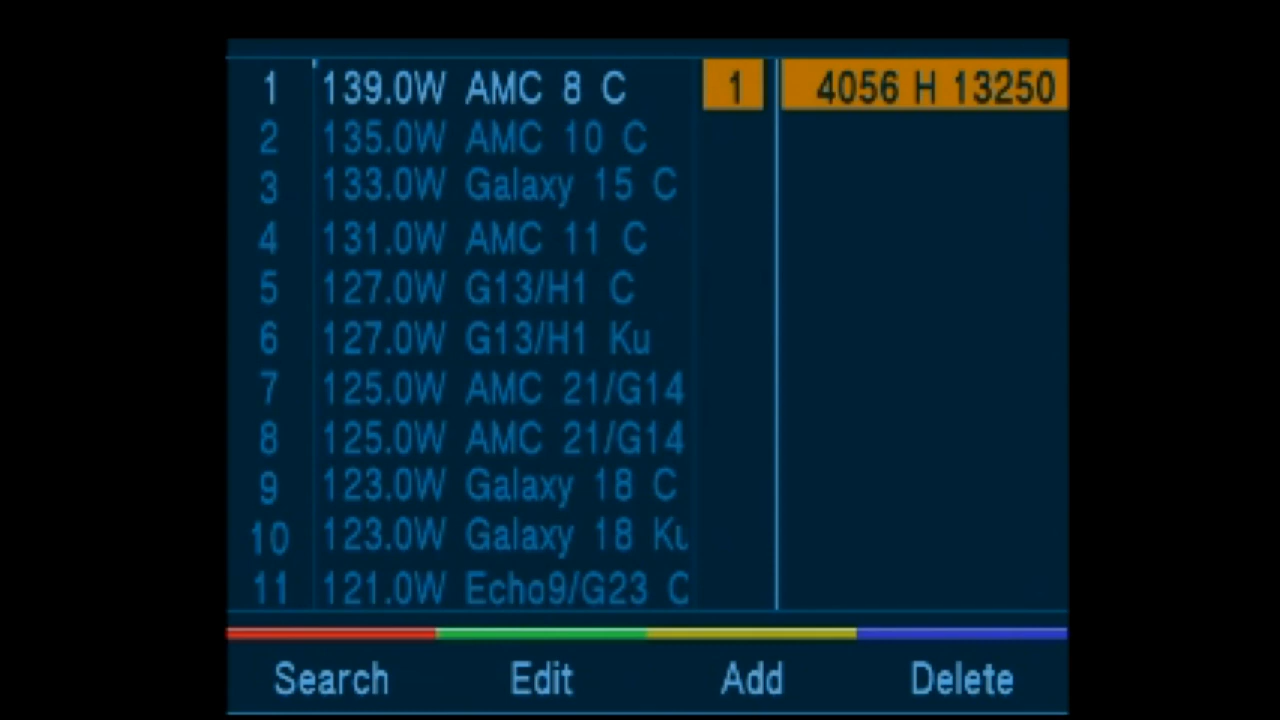 1 139.0W AMC 8 C 1 4056 H 13250
2 135.0W AMC 10 C
3 133.0W Galaxy 15 C
4 131.0W AMC 11 C
5 127.0W G13/H1 C
6 127.0W G13/H1 Ku
7 125.0W AMC 21/G14
8 125.0W AMC 21/G14
9 123.0W Galaxy 18 C
10 123.0W Galaxy 18 Ku
11 121.0W Echo9/G23 C
Search Edit Add Delete